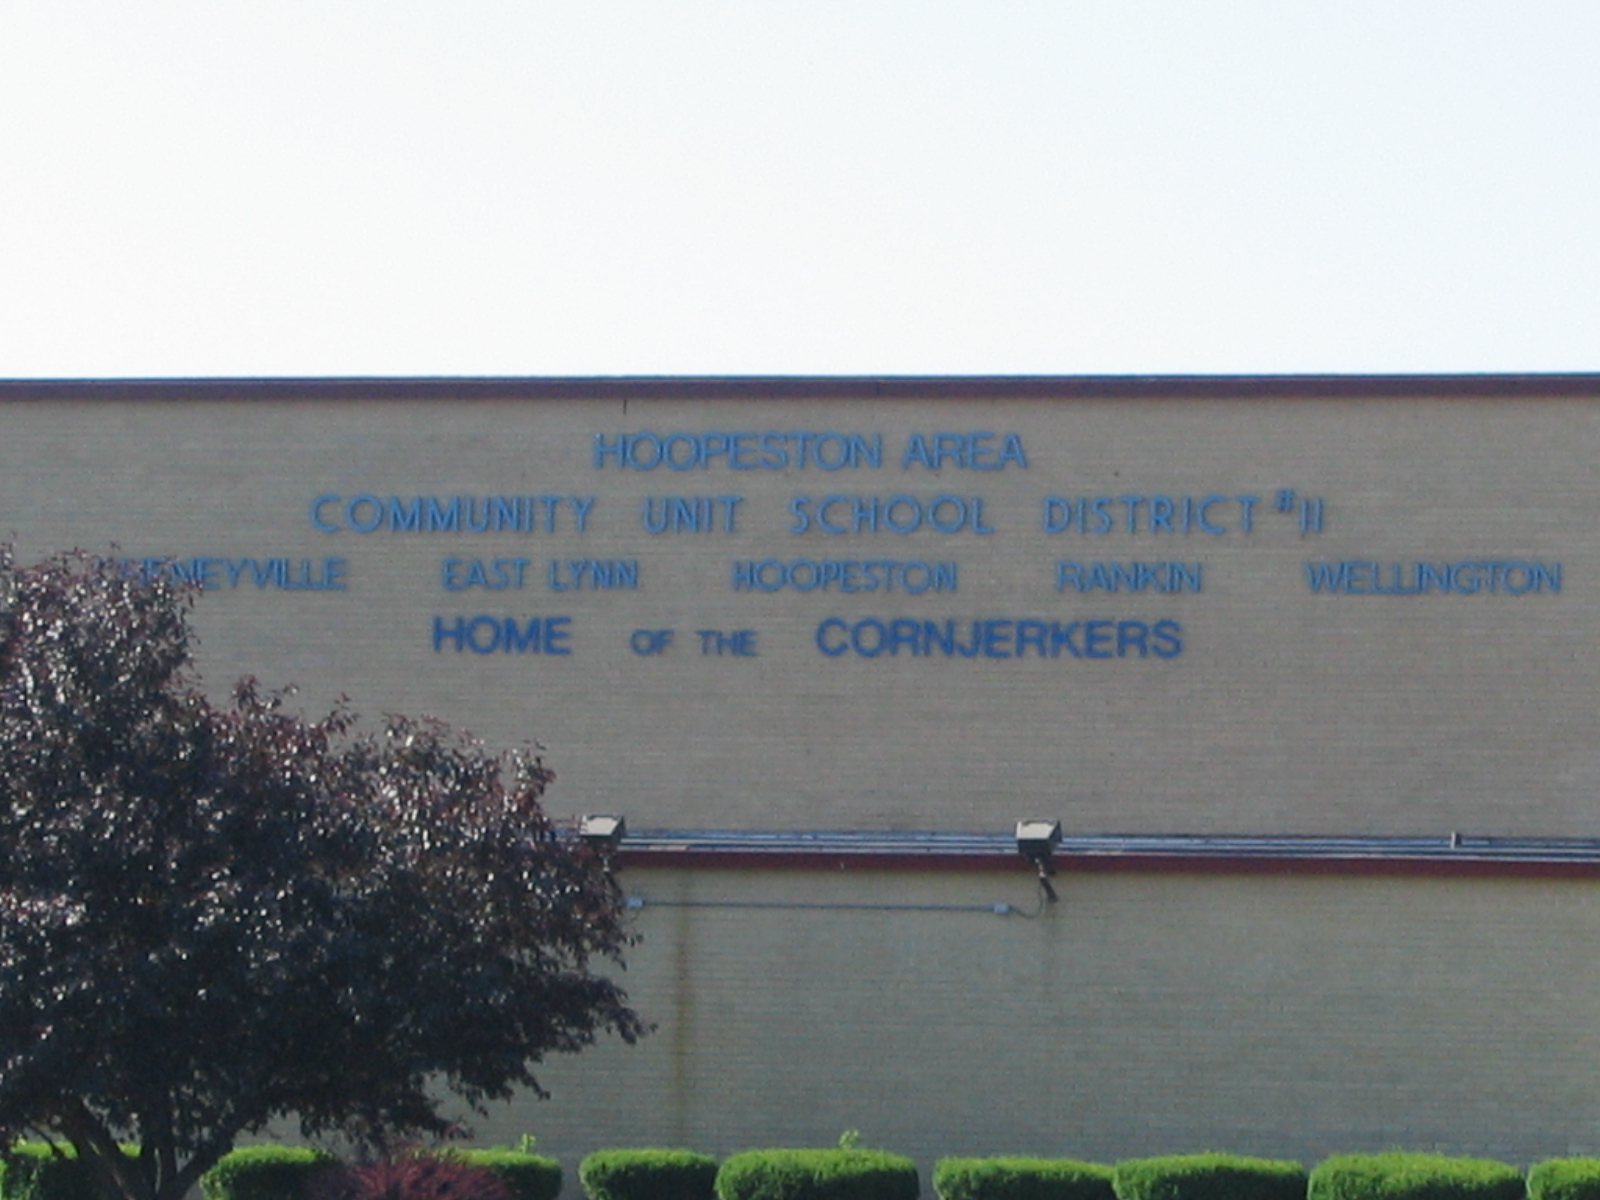 HOOPESTON AREA
COMMUNITY UNIT SCHOOL DISTRICT #11
EAST LYNN HOOPESTON RANKIN WELLINGTON
HOME OF THE CORNJERKERS